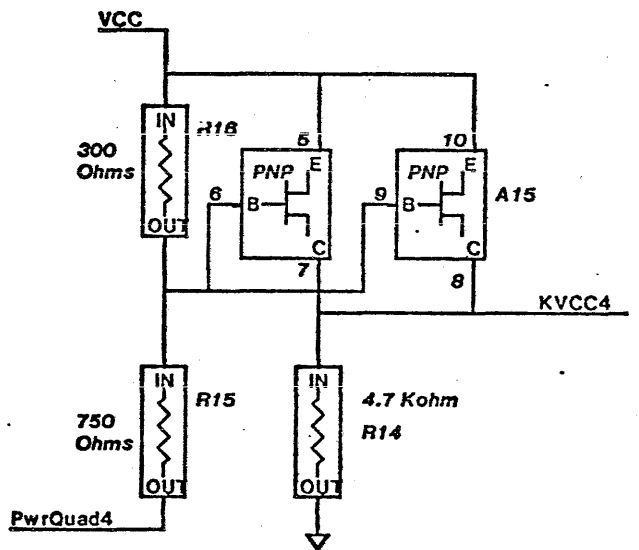 VCC
IN
R16
300
Ohms
OUT
5
PNP
E
6
B
C
7
10
PNP
E
9
B
C
8
A15
KVCC4
IN
R15
750
Ohms
OUT
PwrQuad4
IN
4.7 Kohm
R14
OUT